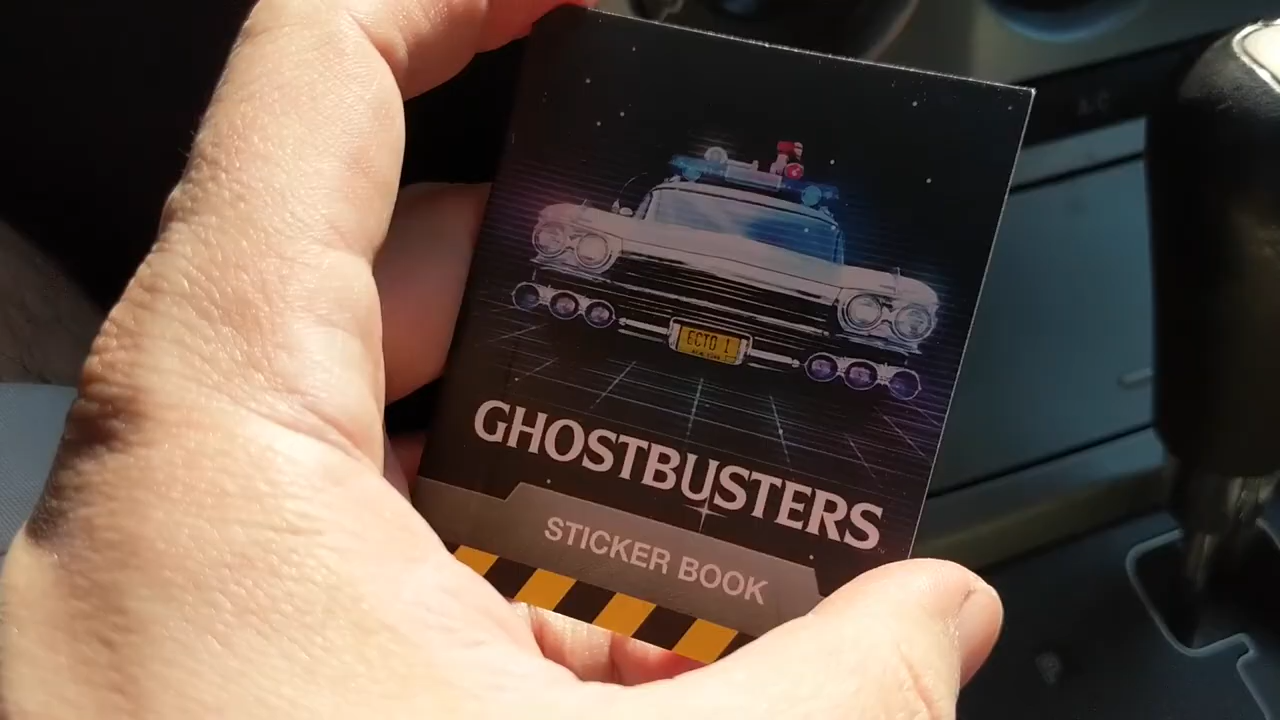 A/C
ECTO 1
GHOSTBUSTERS
STICKER BOOK
P